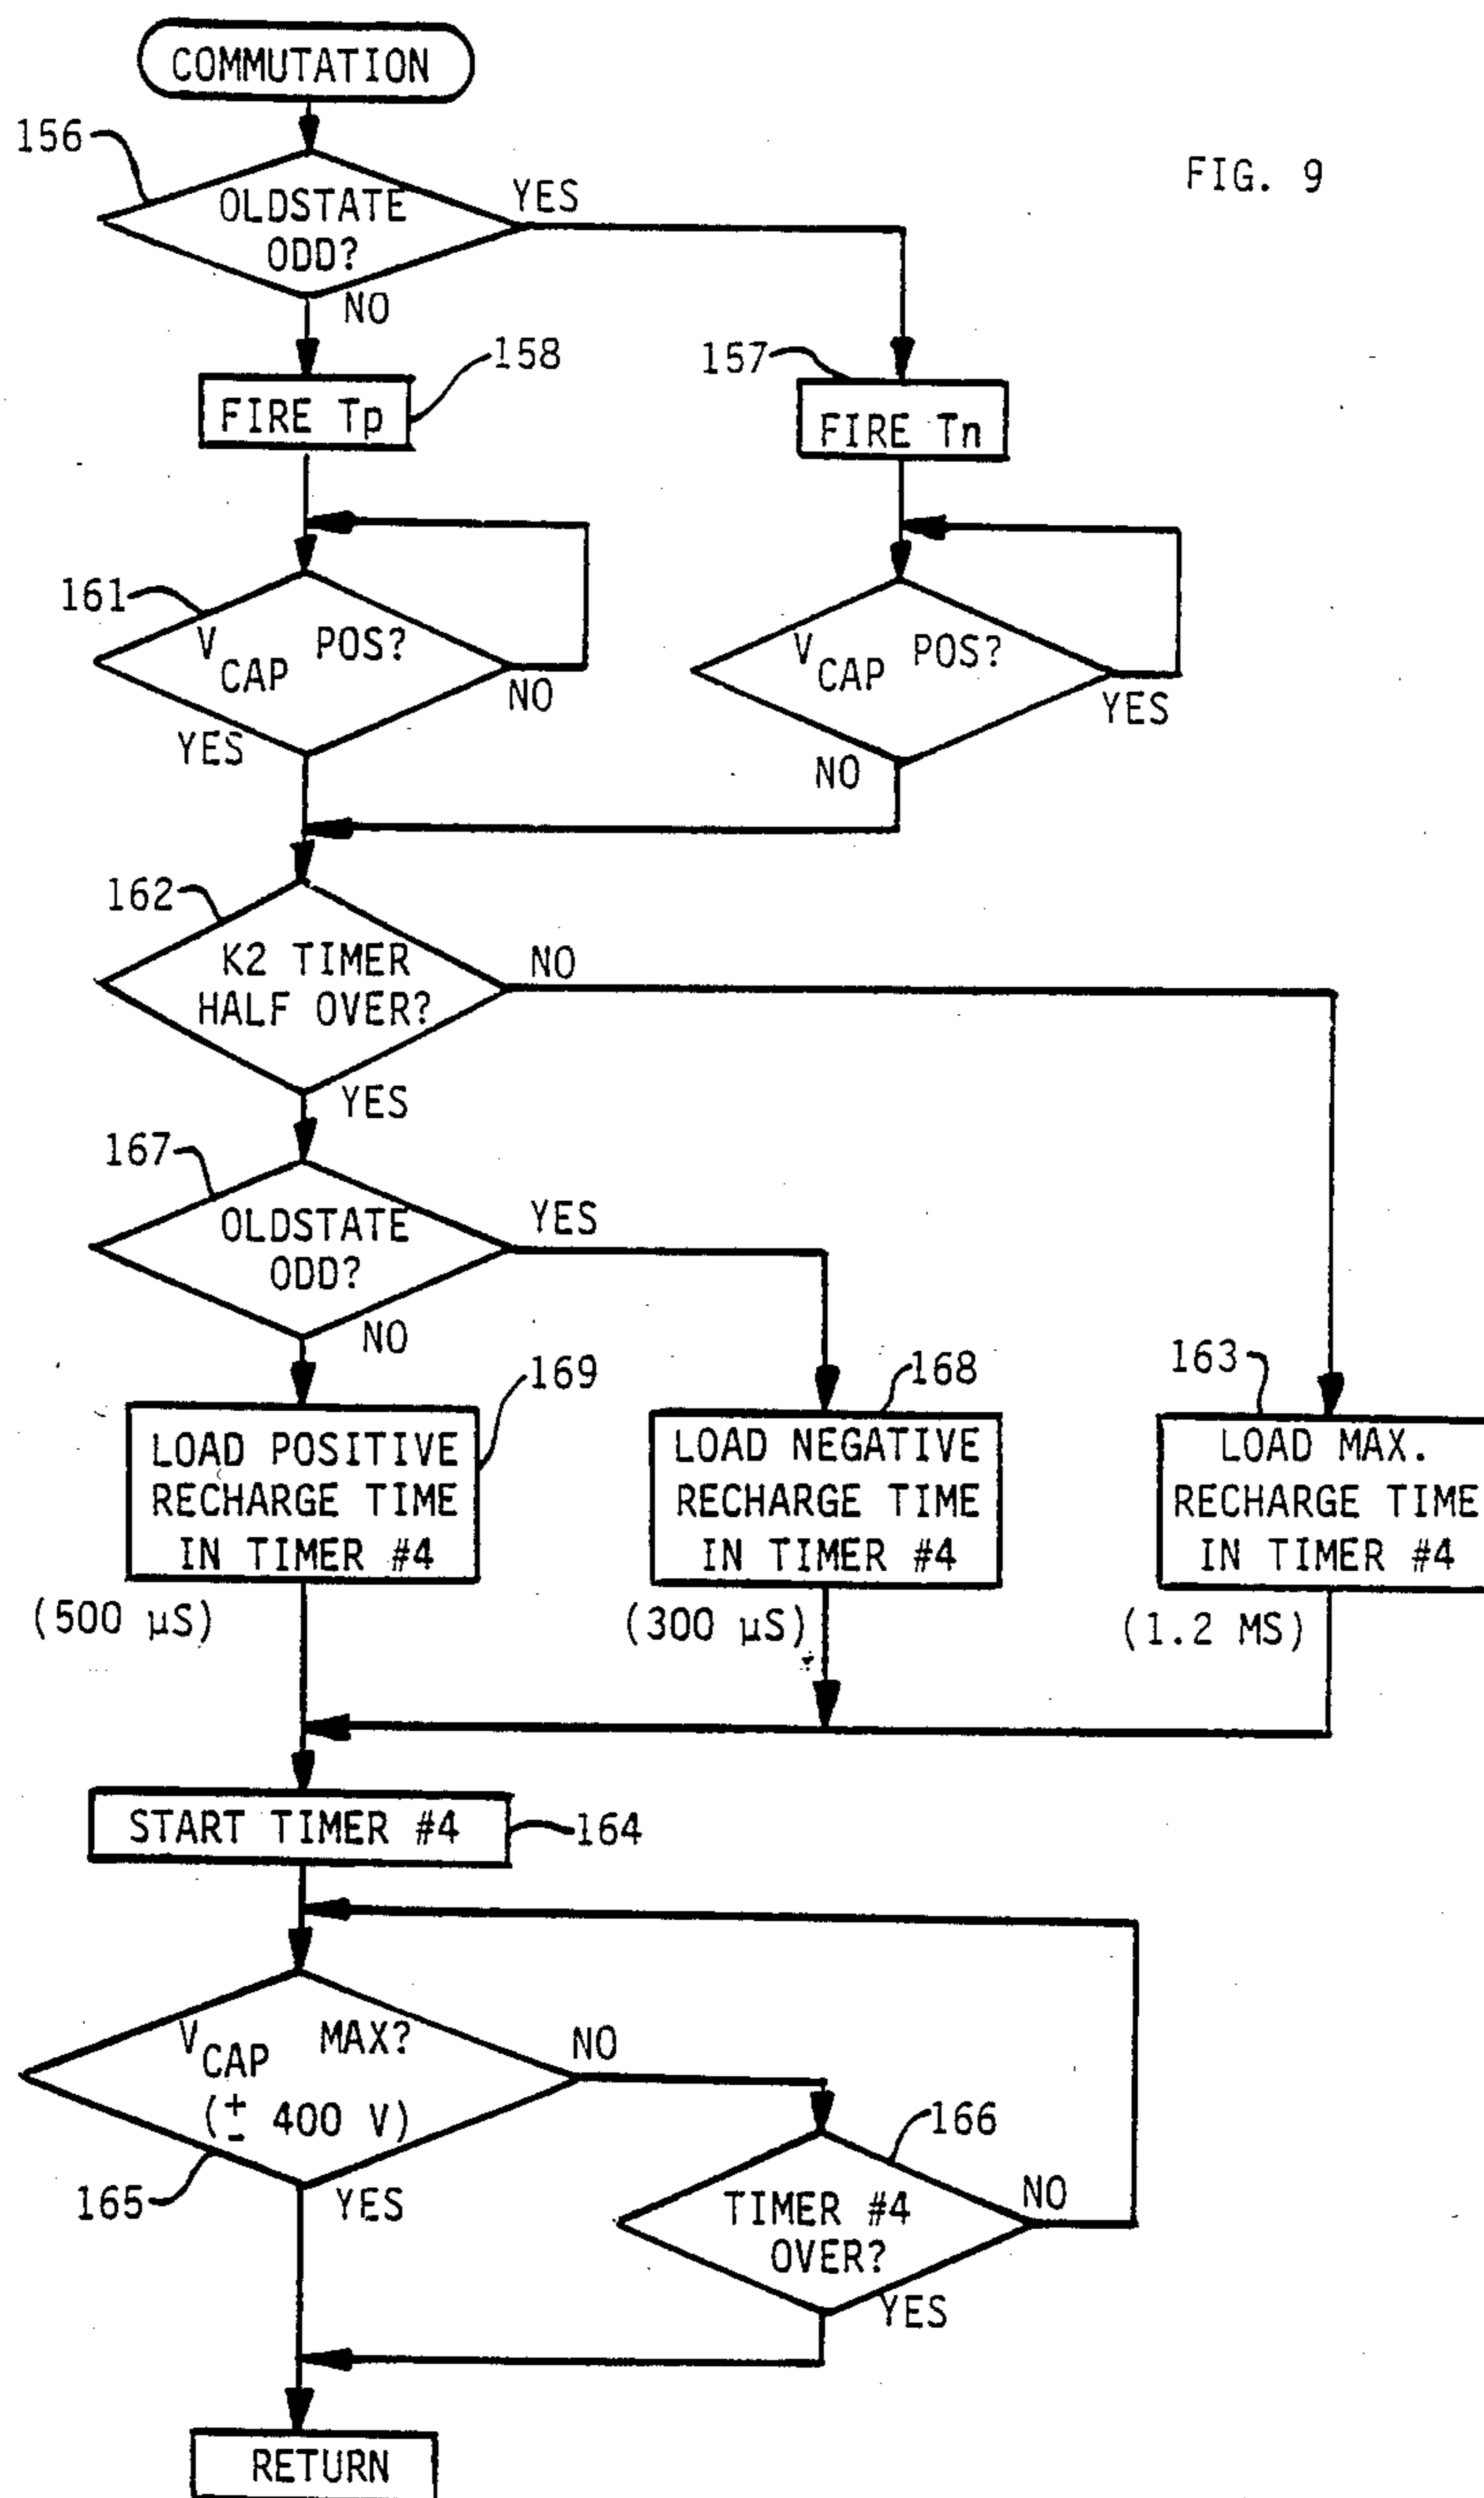 COMMUTATION
156
FIG. 9
OLDSTATE
ODD?
YES
NO
158
157
FIRE Tp
FIRE Tn
161
V CAP POS?
NO
YES
V CAP POS?
YES
NO
162
K2 TIMER
HALF OVER?
NO
YES
167
OLDSTATE
ODD?
YES
NO
169
168
163
LOAD POSITIVE
RECHARGE TIME
IN TIMER #4
LOAD NEGATIVE
RECHARGE TIME
IN TIMER #4
LOAD MAX.
RECHARGE TIME
IN TIMER #4
(500 µS)
(300 µS)
(1.2 MS)
START TIMER #4
164
V CAP MAX?
(± 400 V)
NO
165
YES
166
TIMER #4
OVER?
NO
YES
RETURN